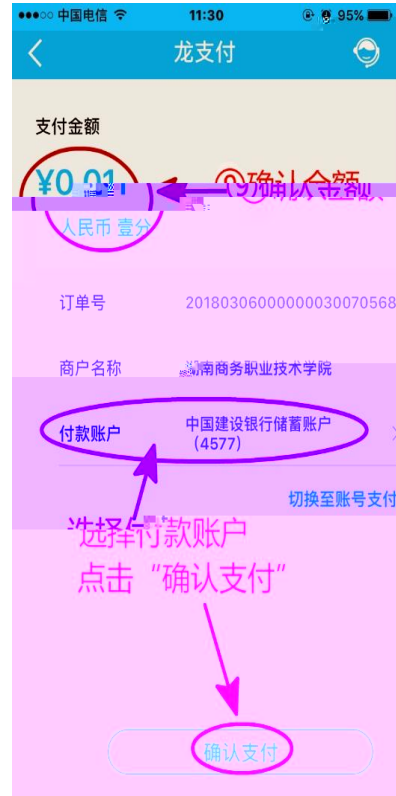 中国电信 11:30 95%
龙支付
支付金额
¥0.01
(9)确认金额
人民币 壹分
订单号 20180306000000030070568
商户名称 湖南商务职业技术学院
付款账户 中国建设银行储蓄账户
(4577)
切换至账号支付
选择付款账户
点击“确认支付”
确认支付